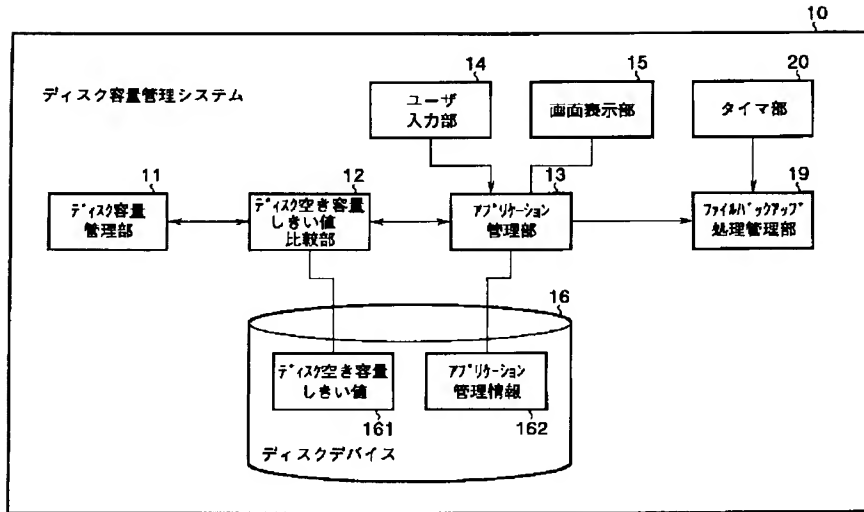 10
ディスク容量管理システム
14
ユーザ
入力部
15
画面表示部
20
タイマ部
11
ディスク容量
管理部
12
ディスク空き容量
しきい値
比較部
13
アプリケーション
管理部
19
ファイルバックアップ
処理管理部
16
ディスク空き容量
しきい値
161
アプリケーション
管理情報
162
ディスクデバイス